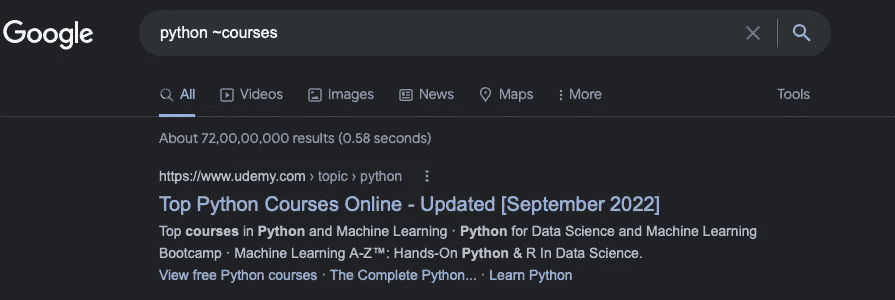 Google
python ~courses
All Videos Images News Maps More Tools
About 72,00,00,000 results (0.58 seconds)
https://www.udemy.com › topic › python
Top Python Courses Online - Updated [September 2022]
Top courses in Python and Machine Learning · Python for Data Science and Machine Learning
Bootcamp · Machine Learning A-Z™: Hands-On Python & R In Data Science.
View free Python courses · The Complete Python... · Learn Python